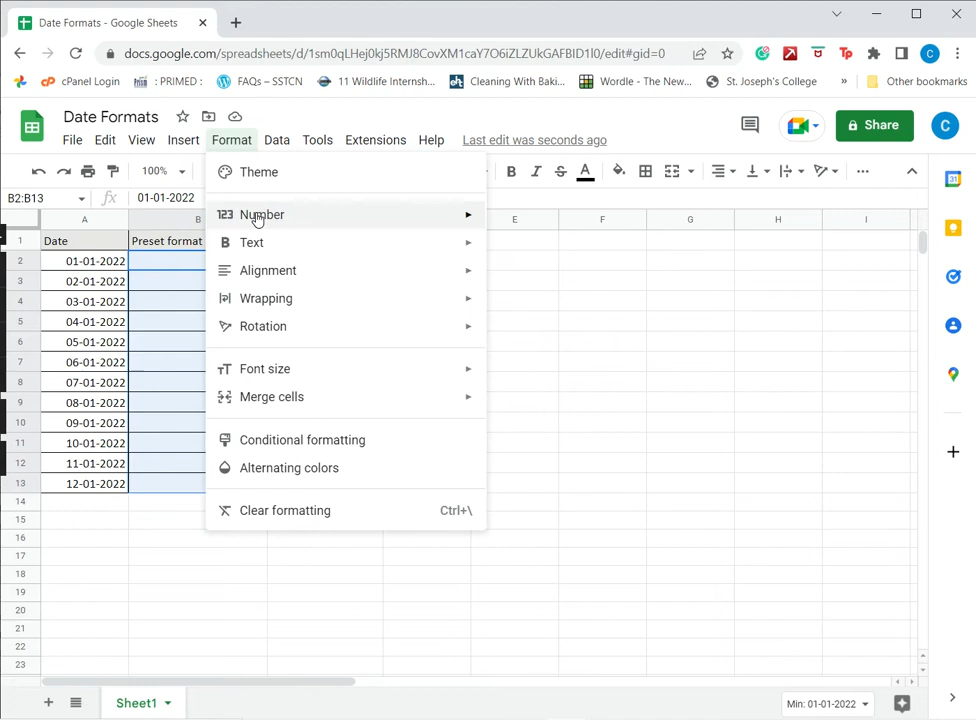 Date Formats - Google Sheets
docs.google.com/spreadsheets/d/1sm0qLHej0kj5RMJ8CovXM1caY7O6iZLZUkGAFBID1l0/edit#gid=0
cPanel Login
: PRIMED :
FAQs – SSTCN
11 Wildlife Internsh...
Cleaning With Baki...
Wordle - The New...
St. Joseph's College
»
Other bookmarks
Date Formats
File Edit View Insert Format Data Tools Extensions Help Last edit was seconds ago
Share
C
100%
B2:B13
fx
01-01-2022
A B E F G H I
1 Date Preset format
2 01-01-2022
3 02-01-2022
4 03-01-2022
5 04-01-2022
6 05-01-2022
7 06-01-2022
8 07-01-2022
9 08-01-2022
10 09-01-2022
11 10-01-2022
12 11-01-2022
13 12-01-2022
14
15
16
17
18
19
20
21
22
23
Theme
123 Number
B Text
Alignment
Wrapping
Rotation
Font size
Merge cells
Conditional formatting
Alternating colors
Clear formatting Ctrl+\
Sheet1
Min: 01-01-2022